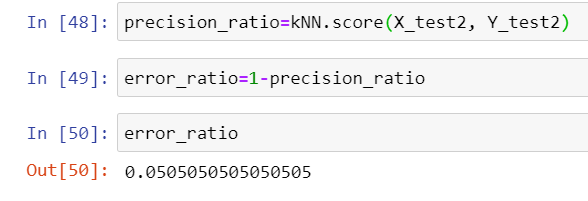 In [48]: precision_ratio=kNN.score(X_test2, Y_test2)
In [49]: error_ratio=1-precision_ratio
In [50]: error_ratio
Out[50]: 0.0505050505050505